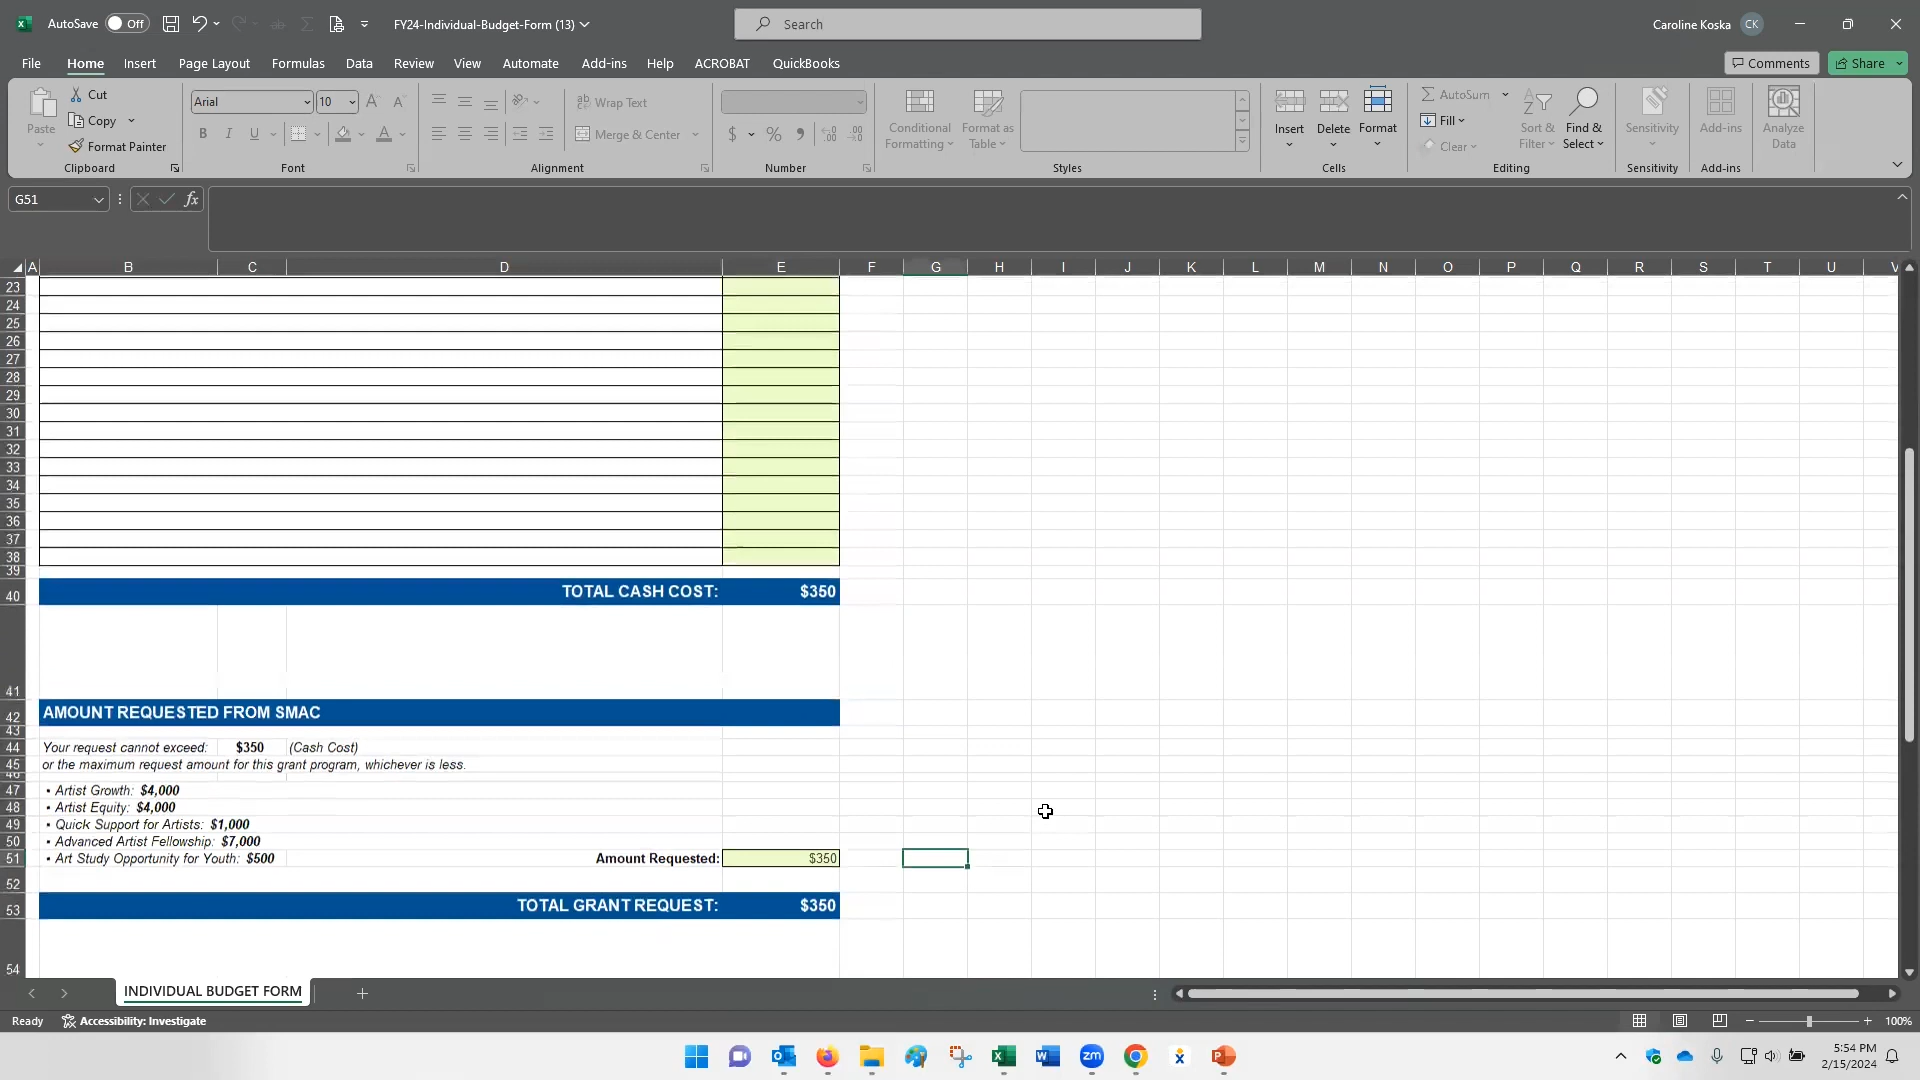 AutoSave Off FY24-Individual-Budget-Form (13) Search Caroline Koska CK
File Home Insert Page Layout Formulas Data Review View Automate Add-ins Help ACROBAT QuickBooks Comments Share
Paste Cut Copy Format Painter Clipboard
Arial 10 B I U Font
Wrap Text Merge & Center Alignment
$ % Number
Conditional Formatting Format as Table Styles
Insert Delete Format Cells
AutoSum Fill Clear Sort & Filter Find & Select Editing
Sensitivity Sensitivity
Add-ins Add-ins
Analyze Data
G51 fx
A B C D E F G H I J K L M N O P Q R S T U V
23
24
25
26
27
28
29
30
31
32
33
34
35
36
37
38
39
40 TOTAL CASH COST: $350
41
42 AMOUNT REQUESTED FROM SMAC
43
44 Your request cannot exceed: $350 (Cash Cost)
45 or the maximum request amount for this grant program, whichever is less.
46
47 • Artist Growth: $4,000
48 • Artist Equity: $4,000
49 • Quick Support for Artists: $1,000
50 • Advanced Artist Fellowship: $7,000
51 • Art Study Opportunity for Youth: $500 Amount Requested: $350
52
53 TOTAL GRANT REQUEST: $350
54
INDIVIDUAL BUDGET FORM
Ready Accessibility: Investigate 100%
zm
5:54 PM
2/15/2024